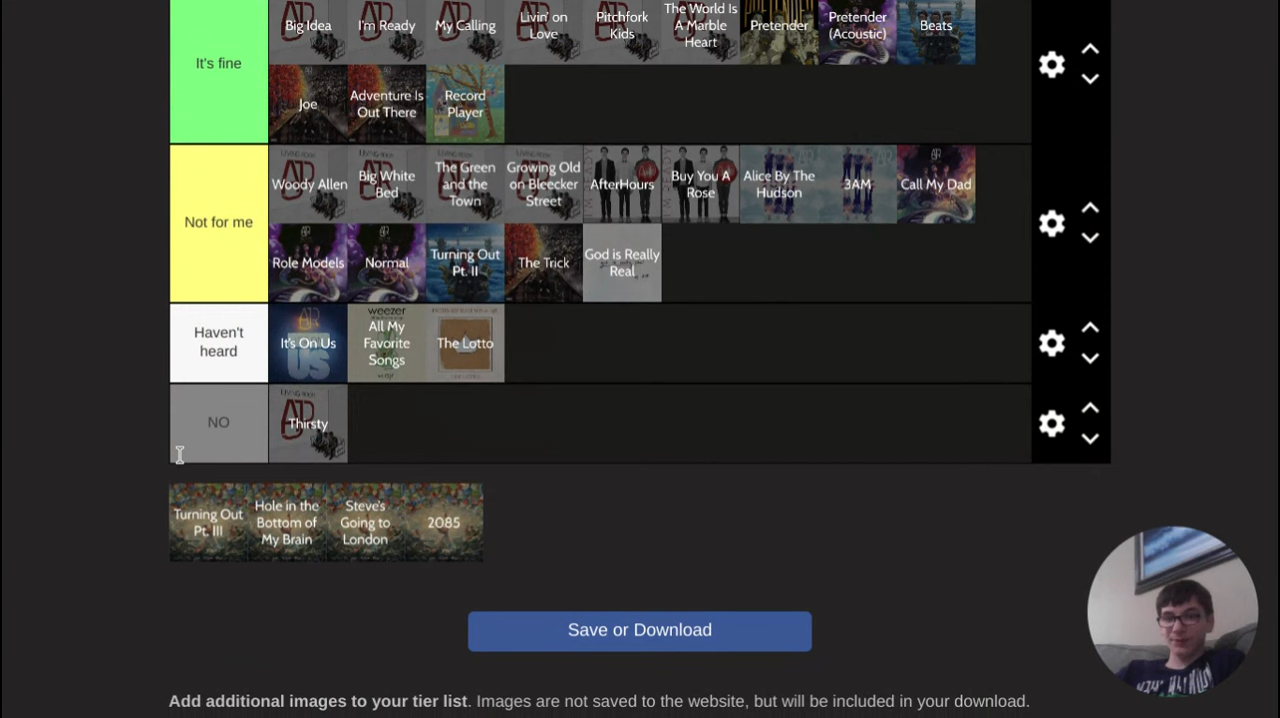 It's fine
Big Idea
I'm Ready
My Calling
Livin' on
Love
Pitchfork
Kids
The World Is
A Marble
Heart
Pretender
Pretender
(Acoustic)
Beats
Joe
Adventure Is
Out There
Record
Player
Not for me
Woody Allen
Big White
Bed
The Green
and the
Town
Growing Old
on Bleecker
Street
AfterHours
Buy You A
Rose
Alice By The
Hudson
3AM
Call My Dad
Role Models
Normal
Turning Out
Pt. II
The Trick
God is Really
Real
Haven't
heard
It's On Us
weezer
All My
Favorite
Songs
The Lotto
NO
Thirsty
Turning Out
Pt. III
Hole in the
Bottom of
My Brain
Steve's
Going to
London
2085
Save or Download
Add additional images to your tier list. Images are not saved to the website, but will be included in your download.